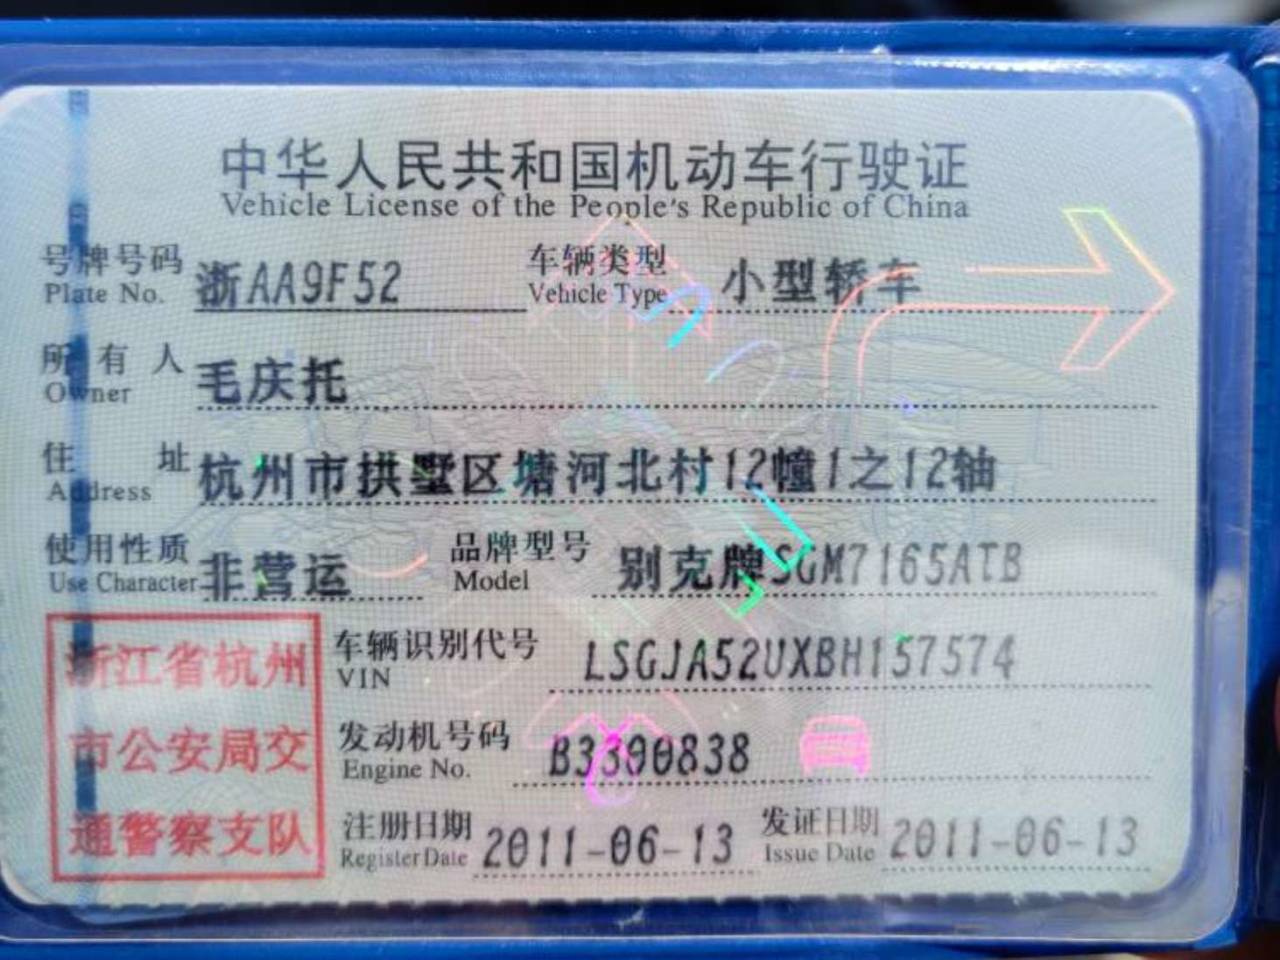 中华人民共和国机动车行驶证
Vehicle License of the People's Republic of China
号牌号码 浙AA9F52 车辆类型 小型轿车
Plate No. Vehicle Type
所有人 毛庆托
Owner
住址 杭州市拱墅区塘河北村12幢1之12轴
Address
使用性质 非营运 品牌型号 别克牌SGM7165ATB
Use Character Model
浙江省杭州
市公安局交
通警察支队
车辆识别代号 LSGJA52UXBH157574
VIN
发动机号码 B3390838
Engine No.
注册日期 2011-06-13 发证日期 2011-06-13
Register Date Issue Date